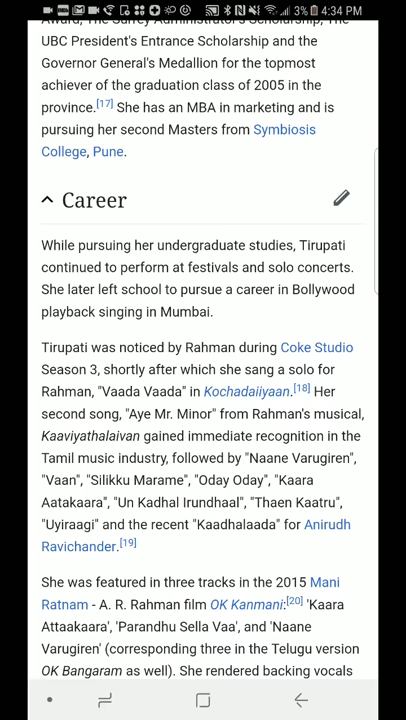 3% 4:34 PM
Award, The Surrey Administrator's Scholarship, The
UBC President's Entrance Scholarship and the
Governor General's Medallion for the topmost
achiever of the graduation class of 2005 in the
province.[17] She has an MBA in marketing and is
pursuing her second Masters from Symbiosis
College, Pune.
Career
While pursuing her undergraduate studies, Tirupati
continued to perform at festivals and solo concerts.
She later left school to pursue a career in Bollywood
playback singing in Mumbai.
Tirupati was noticed by Rahman during Coke Studio
Season 3, shortly after which she sang a solo for
Rahman, "Vaada Vaada" in Kochadaiiyaan.[18] Her
second song, "Aye Mr. Minor" from Rahman's musical,
Kaaviyathalaivan gained immediate recognition in the
Tamil music industry, followed by "Naane Varugiren",
"Vaan", "Silikku Marame", "Oday Oday", "Kaara
Aatakaara", "Un Kadhal Irundhaal", "Thaen Kaatru",
"Uyiraagi" and the recent "Kaadhalaada" for Anirudh
Ravichander.[19]
She was featured in three tracks in the 2015 Mani
Ratnam - A. R. Rahman film OK Kanmani:[20] 'Kaara
Attaakaara', 'Parandhu Sella Vaa', and 'Naane
Varugiren' (corresponding three in the Telugu version
OK Bangaram as well). She rendered backing vocals